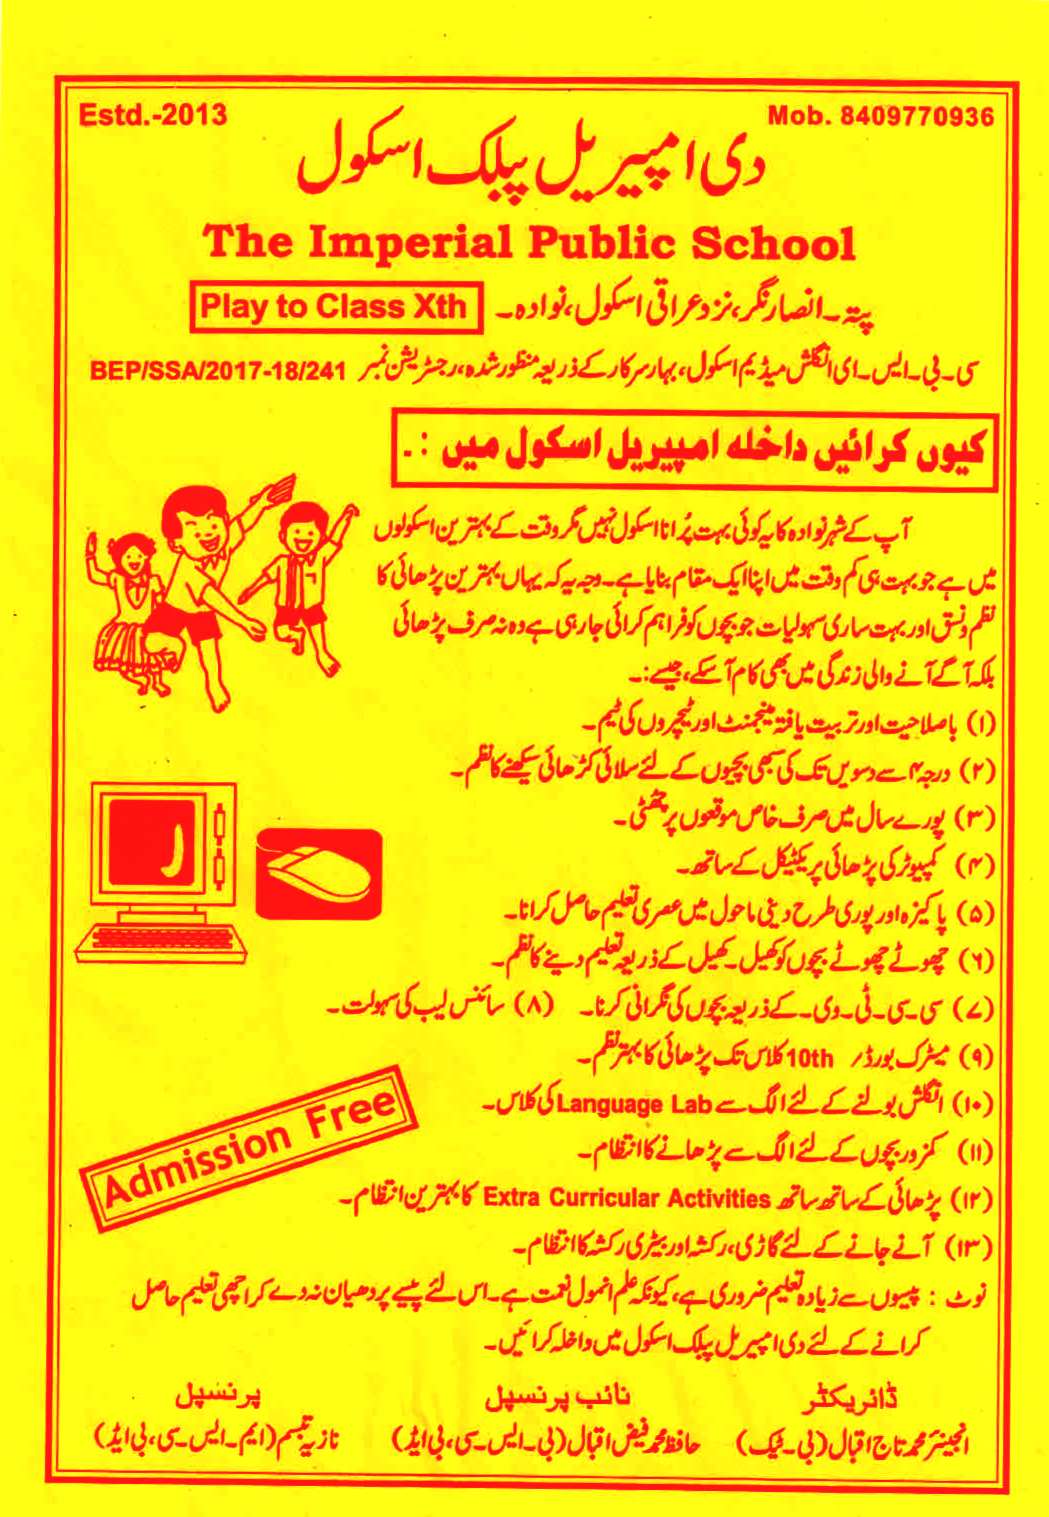 Estd.-2013
Mob. 8409770936
دی امپیریل پبلک اسکول
The Imperial Public School
پتہ۔انصارنگر،نزدعراقی اسکول،نوادہ۔
Play to Class Xth
سی۔بی۔ایس۔ای انگلش میڈیم اسکول، بہار سرکار کے ذریعہ منظور شدہ، رجسٹریشن نمبر BEP/SSA/2017-18/241
کیوں کرائیں داخلہ امپیریل اسکول میں :.
آپ کے شہر نوادہ کا یہ کوئی بہت پُرانا اسکول نہیں مگر وقت کے بہترین اسکولوں
میں ہے جو بہت ہی کم وقت میں اپنا ایک مقام بنایا ہے۔وجہ یہ کہ یہاں بہترین پڑھائی کا
نظم ونسق اور بہت ساری سہولیات جو بچوں کو فراہم کرائی جارہی ہے وہ نہ صرف پڑھائی
بلکہ آگے آنے والی زندگی میں بھی کام آسکے، جیسے:۔
(۱) باصلاحیت اور تربیت یافتہ مینجمنٹ اور ٹیچروں کی ٹیم۔
(۲) درجہ ۴ سے دسویں تک کی سبھی بچیوں کے لئے سلائی کڑھائی سیکھنے کا نظم۔
(۳) پورے سال میں صرف خاص موقعوں پر چھٹی۔
(۴) کمپیوٹر کی پڑھائی پریکٹیکل کے ساتھ۔
(۵) پاکیزہ اور پوری طرح دینی ماحول میں عصری تعلیم حاصل کرانا۔
(۶) چھوٹے چھوٹے بچوں کو کھیل۔کھیل کے ذریعہ تعلیم دینے کا نظم۔
(۷) سی۔سی۔ٹی۔وی۔کے ذریعہ بچوں کی نگرانی کرنا۔ (۸) سائنس لیب کی سہولت۔
(۹) میٹرک بورڈ؍ 10th کلاس تک پڑھائی کا بہتر نظم۔
(۱۰) انگلش بولنے کے لئے الگ سے Language Lab کی کلاس۔
(۱۱) کمزور بچوں کے لئے الگ سے پڑھانے کا انتظام۔
(۱۲) پڑھائی کے ساتھ ساتھ Extra Curricular Activities کا بہترین انتظام۔
(۱۳) آنے جانے کے لئے گاڑی، رکشہ اور بیٹری رکشہ کا انتظام۔
Admission Free
نوٹ : پیسوں سے زیادہ تعلیم ضروری ہے، کیونکہ علم انمول نعمت ہے۔اس لئے پیسے پر دھیان نہ دے کر اچھی تعلیم حاصل
کرانے کے لئے دی امپیریل پبلک اسکول میں داخلہ کرائیں۔
ڈائریکٹر
نائب پرنسپل
پرنسپل
انجینئر محمد تاج اقبال (بی۔ٹیک)
حافظ محمد فیض اقبال (بی۔ایس۔سی، بی ایڈ)
نازیہ تبسم (ایم۔ایس۔سی، بی ایڈ)